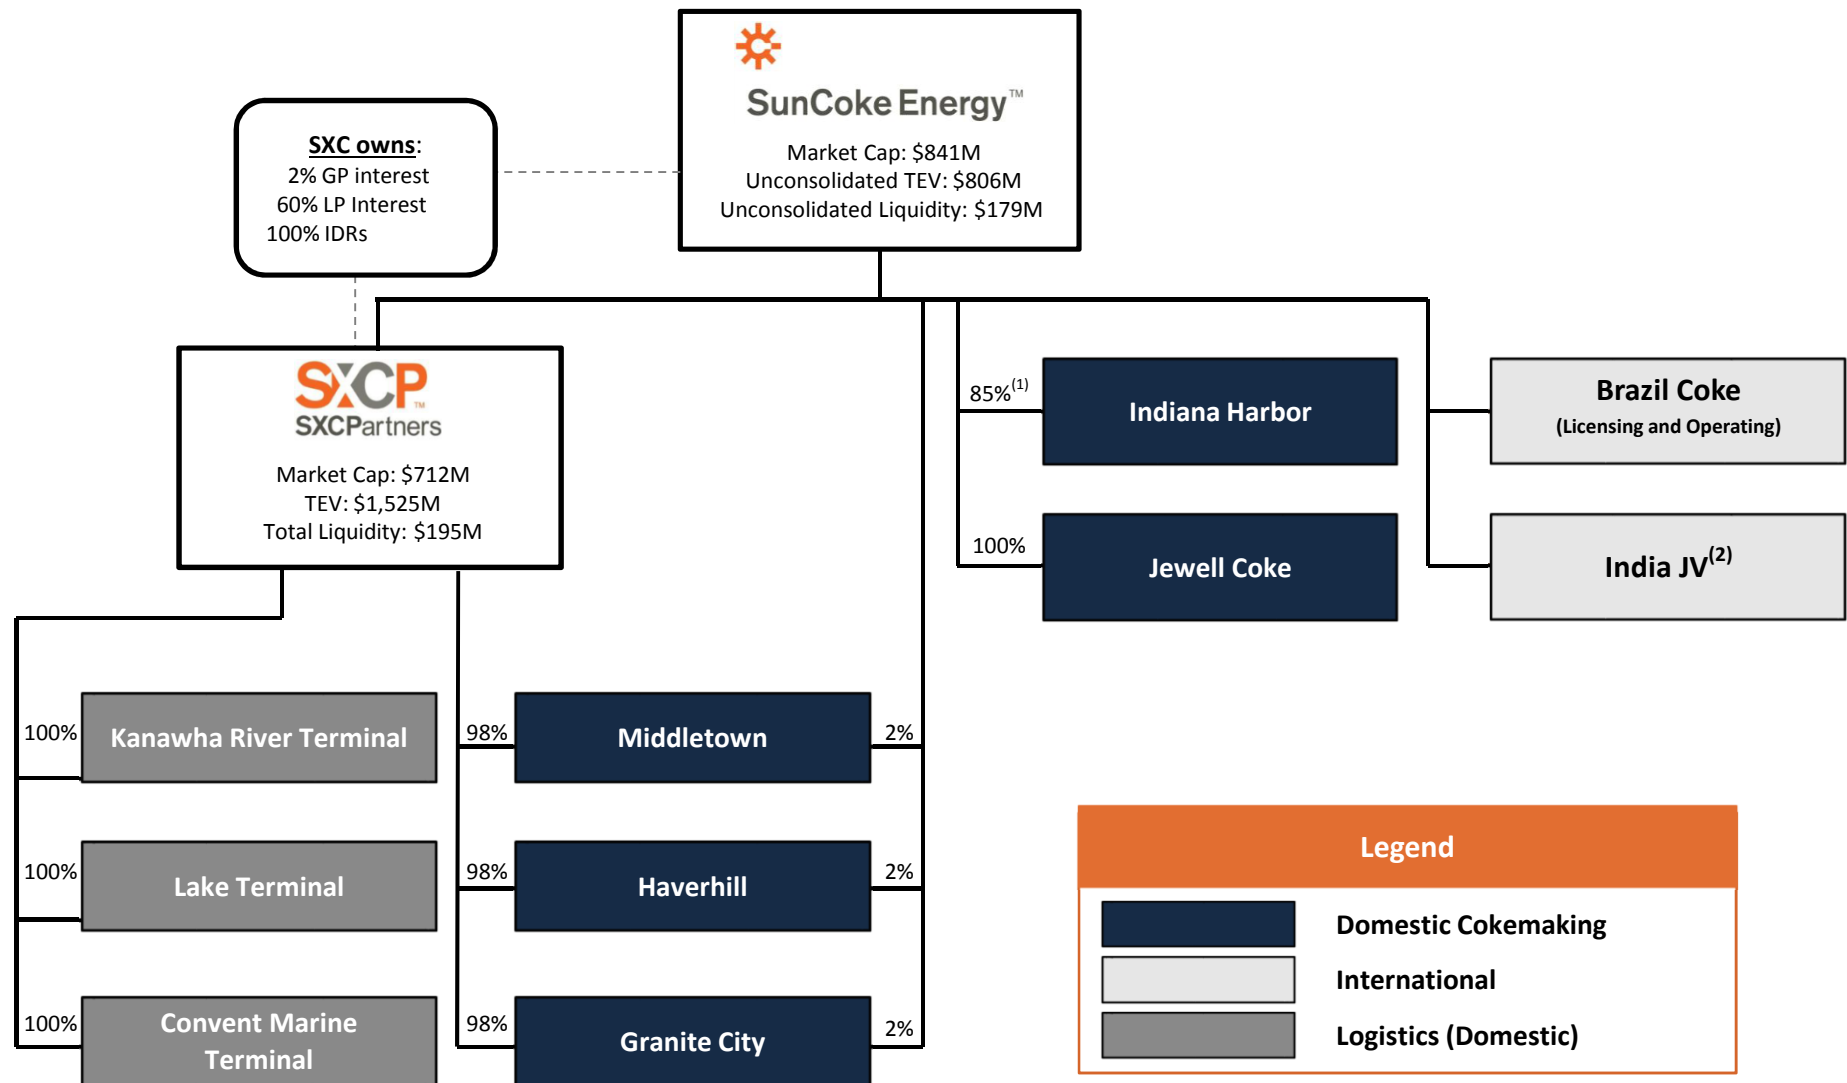 SunCoke Energy™
Market Cap: $841M
Unconsolidated TEV: $806M
Unconsolidated Liquidity: $179M
SXC owns:
2% GP interest
60% LP Interest
100% IDRs
SXCP™
SXCPartners
Market Cap: $712M
TEV: $1,525M
Total Liquidity: $195M
85%(1)
Indiana Harbor
Brazil Coke
(Licensing and Operating)
100%
Jewell Coke
India JV(2)
100%
Kanawha River Terminal
98%
Middletown
2%
100%
Lake Terminal
98%
Haverhill
2%
100%
Convent Marine
Terminal
98%
Granite City
2%
Legend
Domestic Cokemaking
International
Logistics (Domestic)